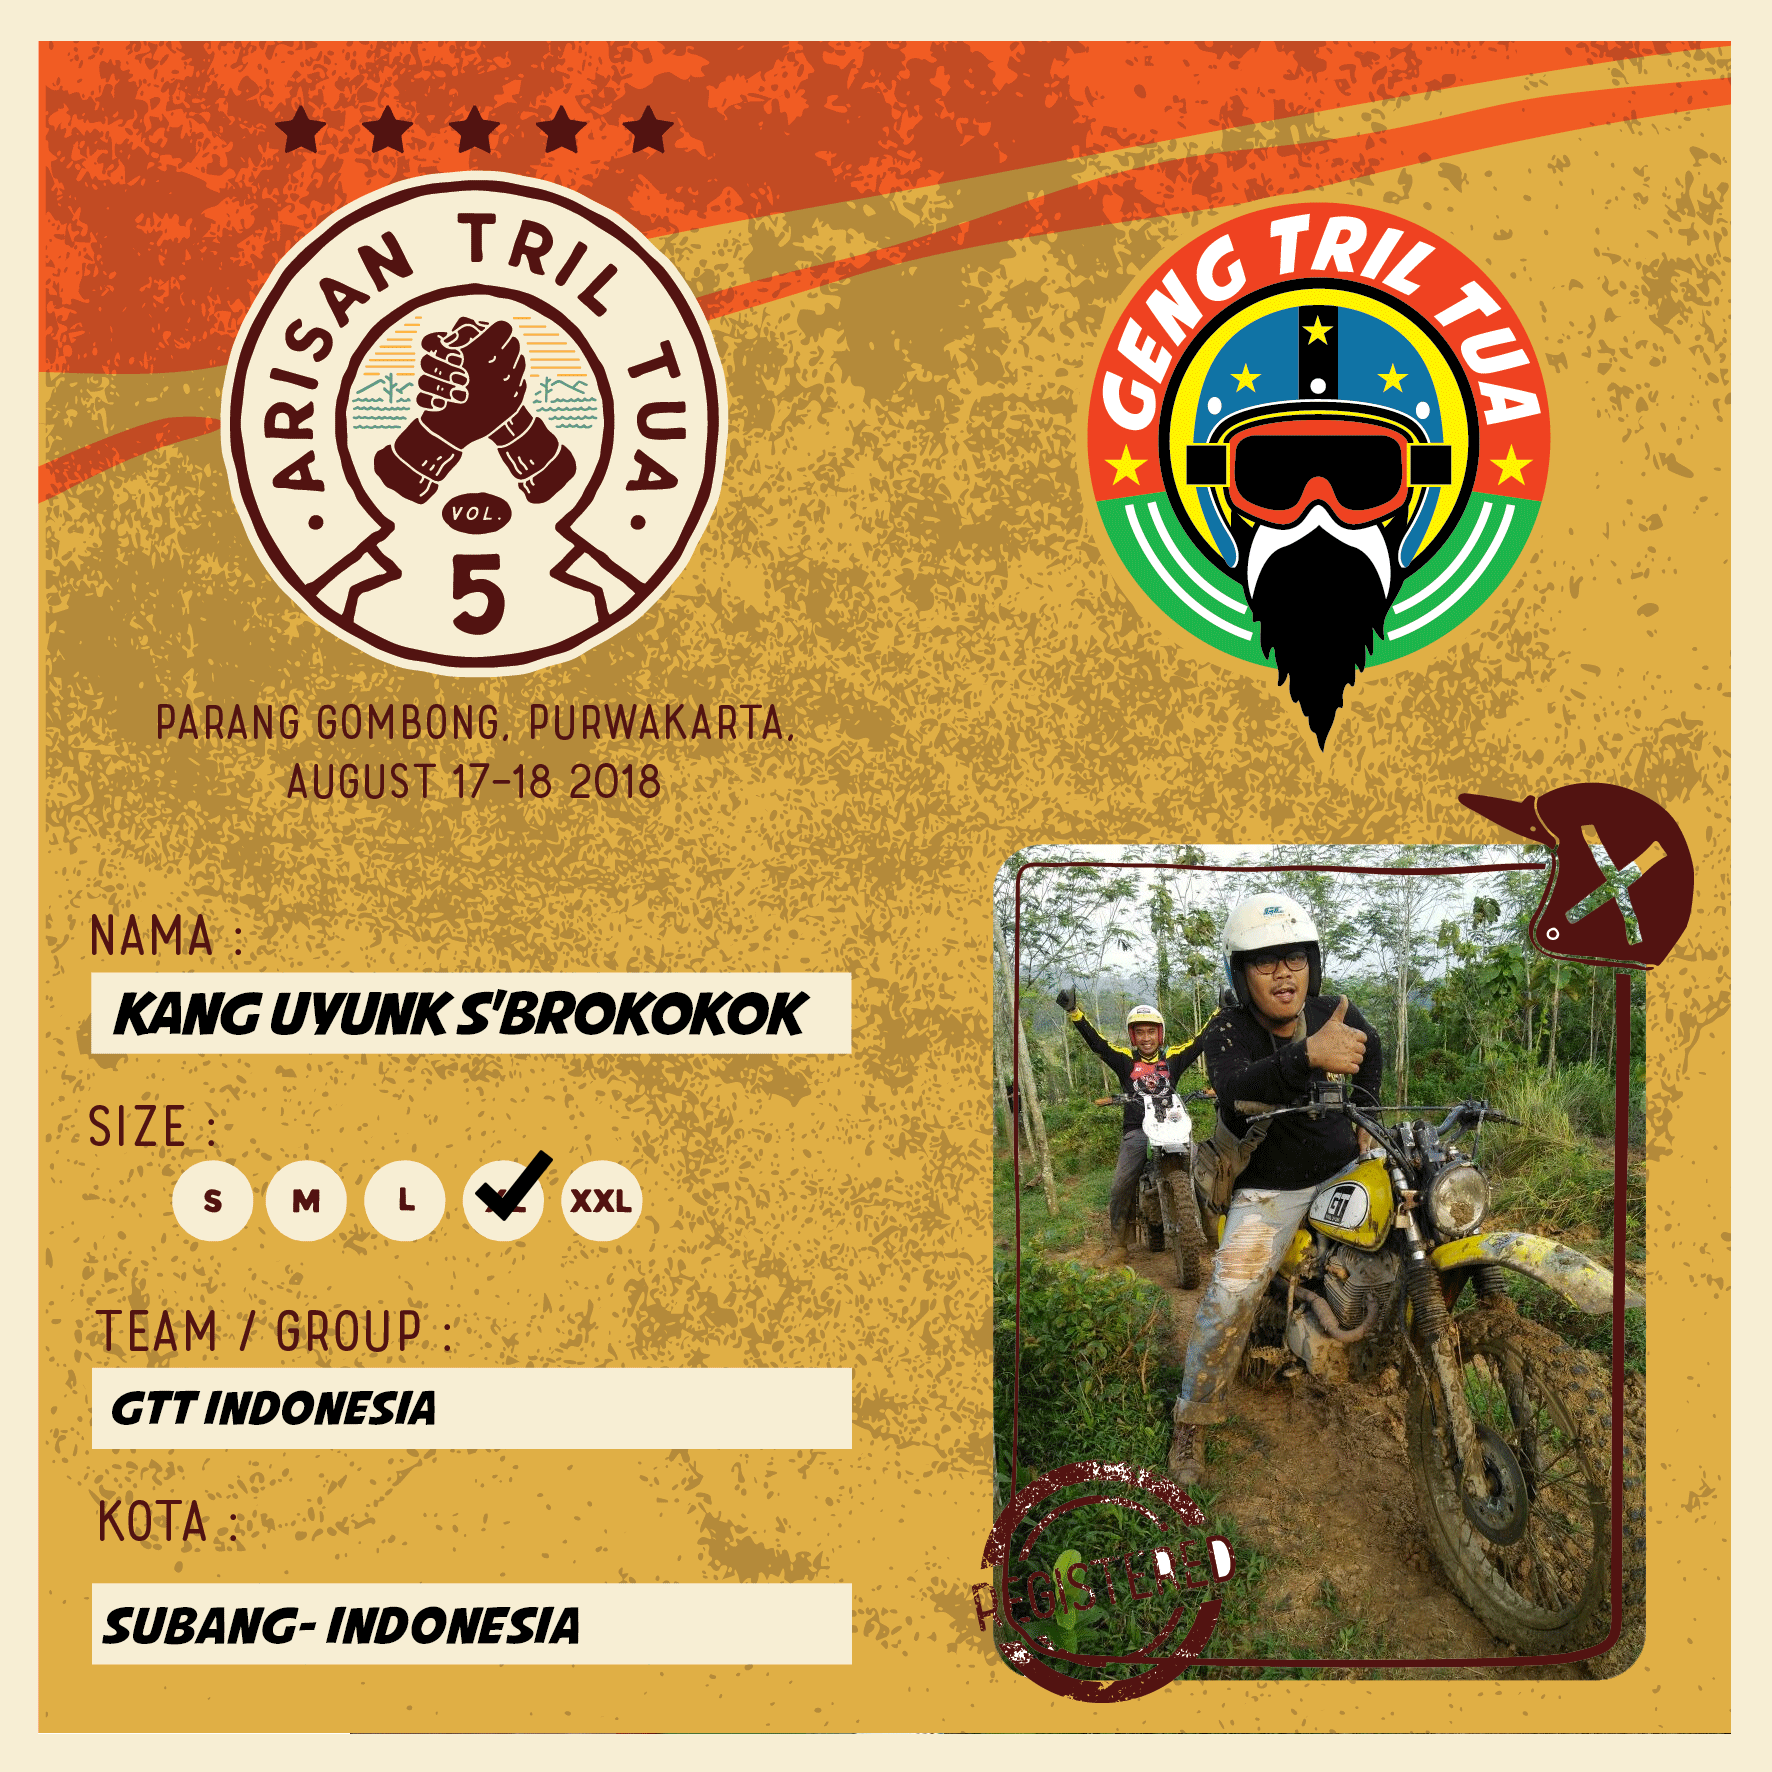 ARISAN TRIL TUA
VOL.
5
GENG TRIL TUA
PARANG GOMBONG, PURWAKARTA,
AUGUST 17-18 2018
NAMA :
KANG UYUNK S'BROKOKOK
SIZE :
S M L XL XXL
TEAM / GROUP :
GTT INDONESIA
KOTA :
SUBANG- INDONESIA
GTT
REGISTERED